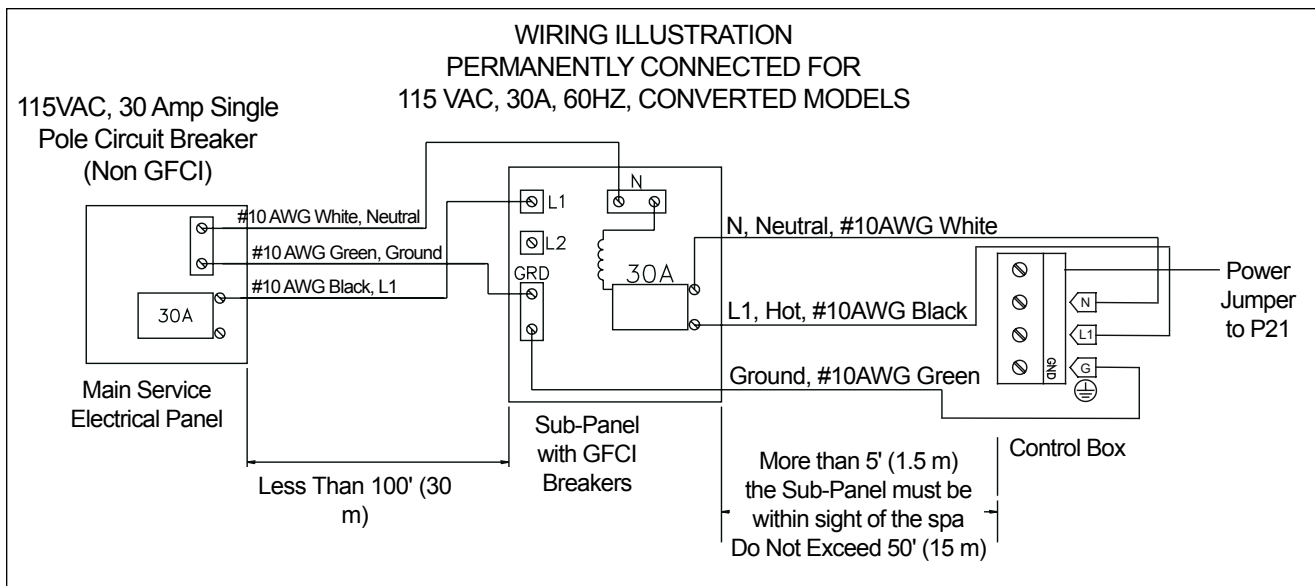 WIRING ILLUSTRATION
PERMANENTLY CONNECTED FOR
115 VAC, 30A, 60HZ, CONVERTED MODELS
115VAC, 30 Amp Single
Pole Circuit Breaker
(Non GFCI)
#10 AWG White, Neutral
#10 AWG Green, Ground
#10 AWG Black, L1
30A
Main Service
Electrical Panel
Less Than 100' (30
m)
L1
L2
GRD
N
30A
Sub-Panel
with GFCI
Breakers
N, Neutral, #10AWG White
L1, Hot, #10AWG Black
Ground, #10AWG Green
More than 5' (1.5 m)
the Sub-Panel must be
within sight of the spa
Do Not Exceed 50' (15 m)
N
L1
G
GND
Control Box
Power
Jumper
to P21